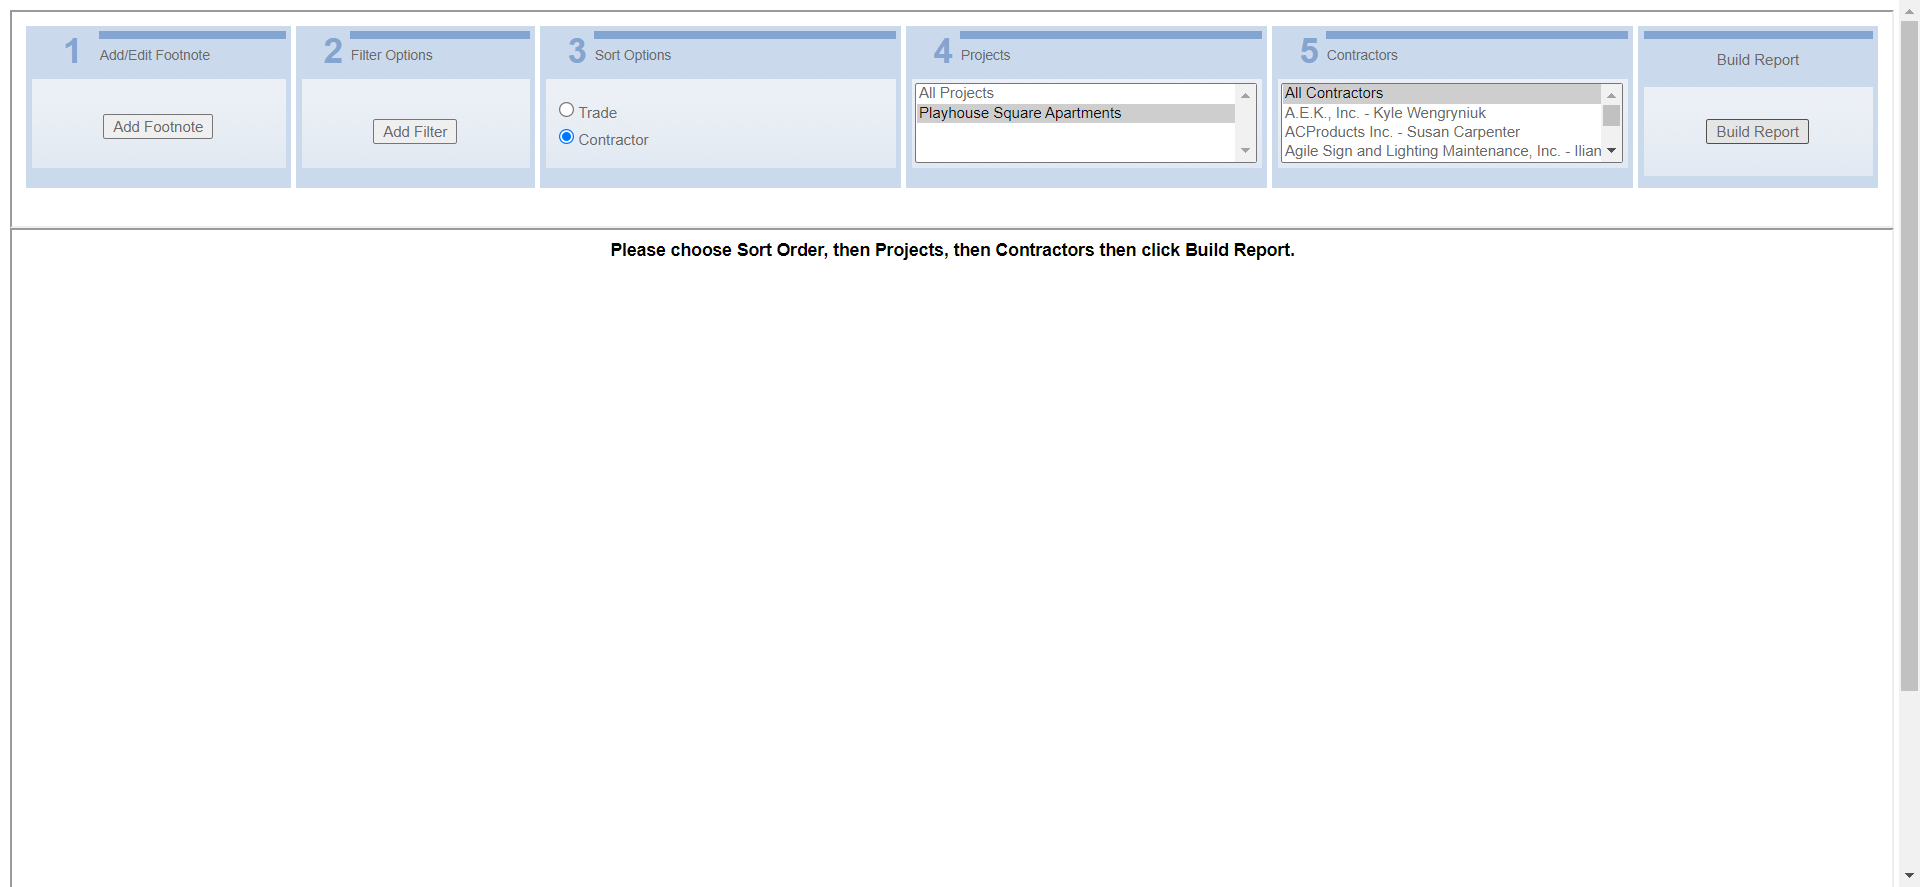 1 Add/Edit Footnote
Add Footnote
2 Filter Options
Add Filter
3 Sort Options
Trade
Contractor
4 Projects
All Projects
Playhouse Square Apartments
5 Contractors
All Contractors
A.E.K., Inc. - Kyle Wengryniuk
ACProducts Inc. - Susan Carpenter
Agile Sign and Lighting Maintenance, Inc. - Ilian
Build Report
Build Report
Please choose Sort Order, then Projects, then Contractors then click Build Report.